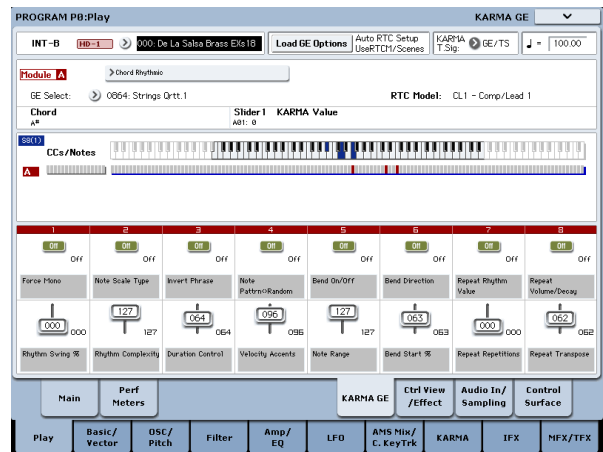 PROGRAM P0:Play KARMA GE
INT-B HD-1 000: De La Salsa Brass EXs18 Load GE Options Auto RTC Setup UseRTCM/Scenes KARMA T.Sig: GE/TS ♩ = 100.00
Module A Chord Rhythmic
GE Select: 0864: Strings Qrtt.1 RTC Model: CL1 - Comp/Lead 1
Chord Slider1 KARMA Value
A# A01: 0
S8(1)
CCs/Notes
A
1 2 3 4 5 6 7 8
Off Off Off Off Off Off Off Off
Off Off Off Off Off Off Off Off
Force Mono Note Scale Type Invert Phrase Note Pattrn<>Random Bend On/Off Bend Direction Repeat Rhythm Value Repeat Volume/Decay
000 127 064 096 127 063 000 062
000 127 064 096 127 063 000 062
Rhythm Swing % Rhythm Complexity Duration Control Velocity Accents Note Range Bend Start % Repeat Repetitions Repeat Transpose
Main Perf Meters KARMA GE Ctrl View /Effect Audio In/ Sampling Control Surface
Play Basic/ Vector OSC/ Pitch Filter Amp/ EQ LFO AMS Mix/ C. KeyTrk KARMA IFX MFX/TFX